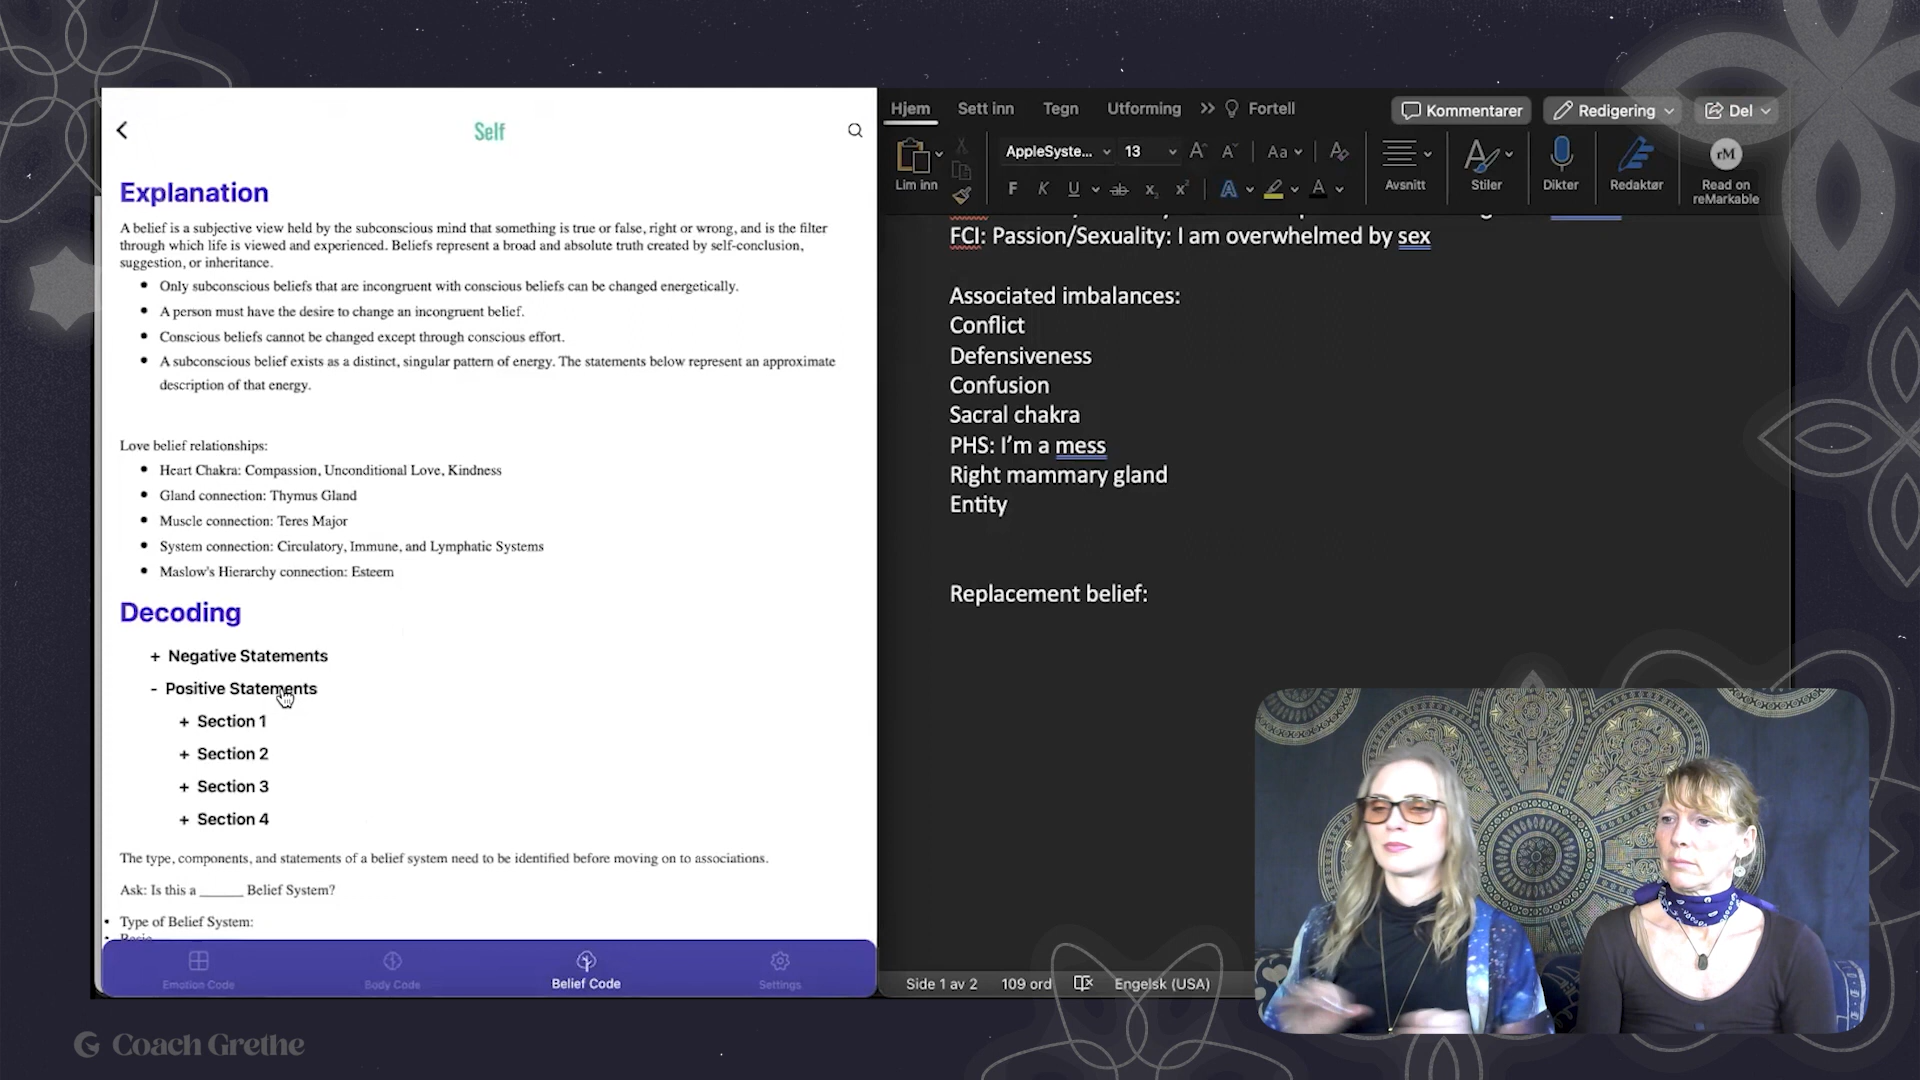 Self
Explanation
A belief is a subjective view held by the subconscious mind that something is true or false, right or wrong, and is the filter
through which life is viewed and experienced. Beliefs represent a broad and absolute truth created by self-conclusion,
suggestion, or inheritance.
• Only subconscious beliefs that are incongruent with conscious beliefs can be changed energetically.
• A person must have the desire to change an incongruent belief.
• Conscious beliefs cannot be changed except through conscious effort.
• A subconscious belief exists as a distinct, singular pattern of energy. The statements below represent an approximate
description of that energy.
Love belief relationships:
• Heart Chakra: Compassion, Unconditional Love, Kindness
• Gland connection: Thymus Gland
• Muscle connection: Teres Major
• System connection: Circulatory, Immune, and Lymphatic Systems
• Maslow's Hierarchy connection: Esteem
Decoding
+ Negative Statements
- Positive Statements
+ Section 1
+ Section 2
+ Section 3
+ Section 4
The type, components, and statements of a belief system need to be identified before moving on to associations.
Ask: Is this a ______ Belief System?
• Type of Belief System:
Emotion Code
Body Code
Belief Code
Settings
Hjem Sett inn Tegn Utforming >> Fortell
Kommentarer Redigering Del
Lim inn
AppleSyste... 13
Aa
F K U ab x₂ x²
Avsnitt
Stiler
Dikter
Redaktør
Read on
reMarkable
FCI: Passion/Sexuality: I am overwhelmed by sex
Associated imbalances:
Conflict
Defensiveness
Confusion
Sacral chakra
PHS: I'm a mess
Right mammary gland
Entity
Replacement belief:
Side 1 av 2 109 ord Engelsk (USA)
Coach Grethe